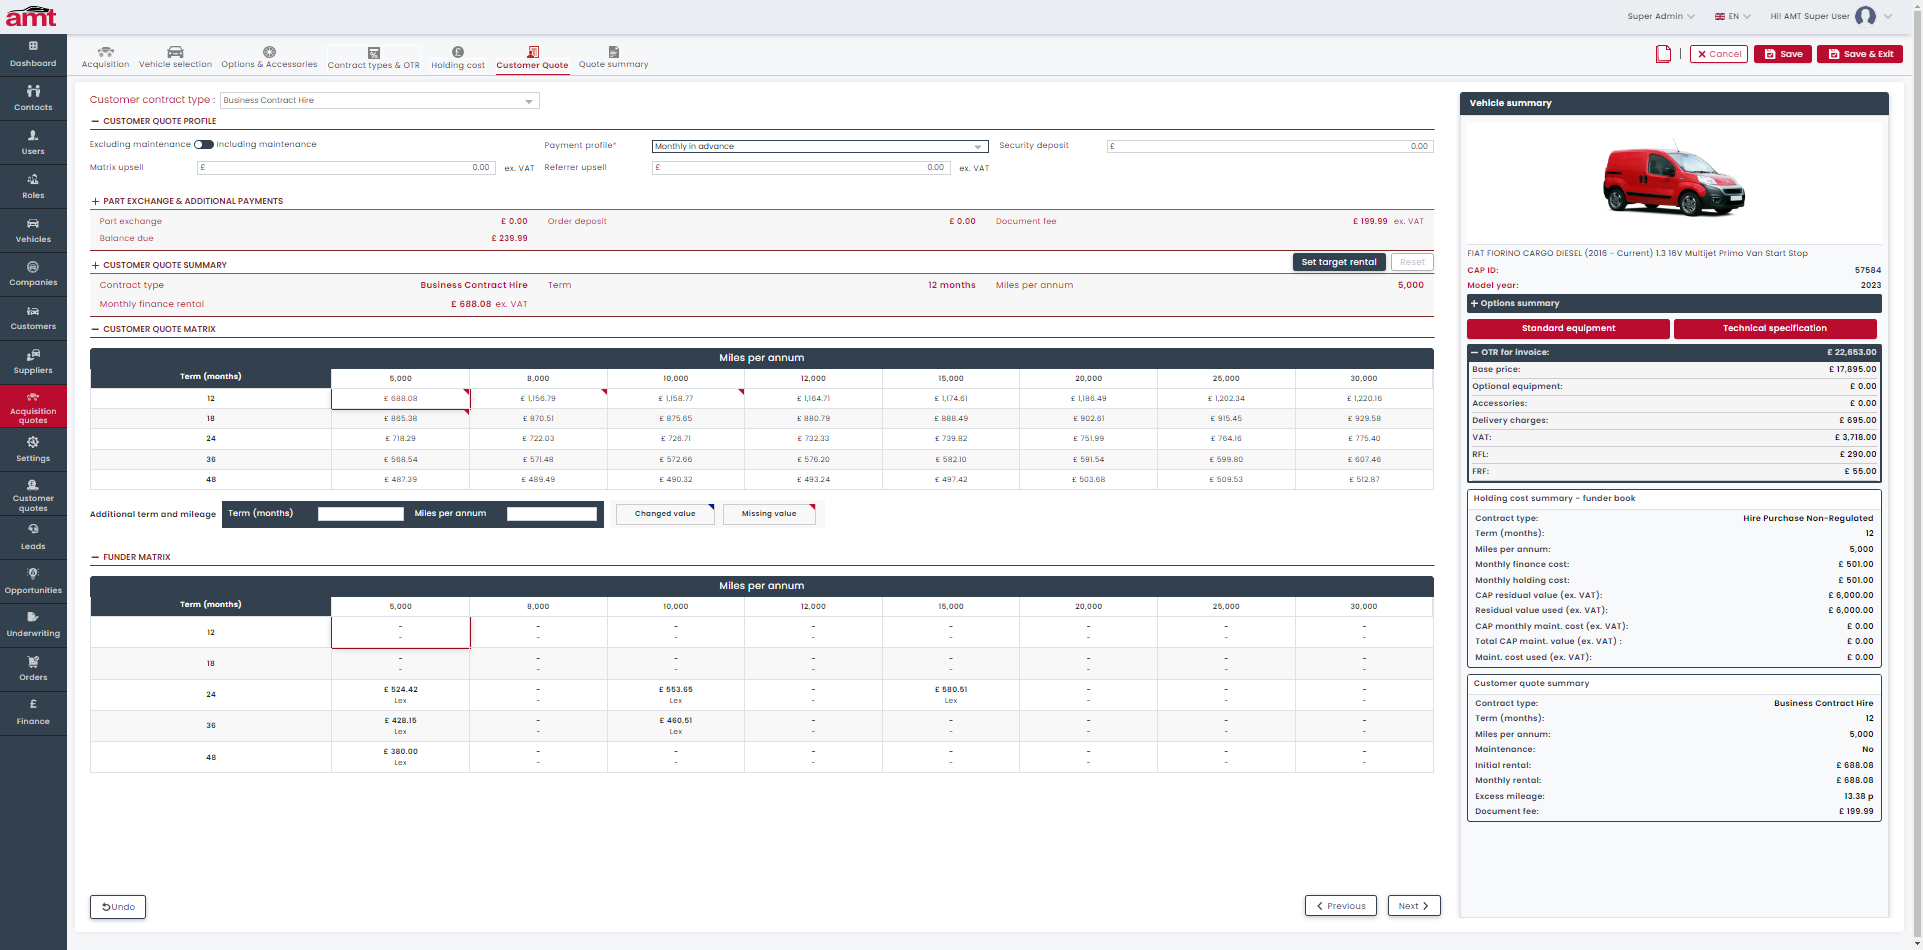 amt
Super Admin
EN
Hi! AMT Super User
Dashboard
Contacts
Users
Roles
Vehicles
Companies
Customers
Suppliers
Acquisition
quotes
Settings
Customer
quotes
Leads
Opportunities
Underwriting
Orders
£
Finance
Acquisition
Vehicle selection
Options & Accessories
Contract types & OTR
Holding cost
Customer Quote
Quote summary
Cancel
Save
Save & Exit
Customer contract type : Business Contract Hire
CUSTOMER QUOTE PROFILE
Excluding maintenance Including maintenance
Payment profile* Monthly in advance
Security deposit £ 0.00
Matrix upsell £ 0.00 ex. VAT
Referrer upsell £ 0.00 ex. VAT
+ PART EXCHANGE & ADDITIONAL PAYMENTS
Part exchange £ 0.00 Order deposit £ 0.00 Document fee £ 199.99 ex. VAT
Balance due £ 239.99
+ CUSTOMER QUOTE SUMMARY
Set target rental Reset
Contract type Business Contract Hire Term 12 months Miles per annum 5,000
Monthly finance rental £ 688.08 ex. VAT
CUSTOMER QUOTE MATRIX
Miles per annum
Term (months) 5,000 8,000 10,000 12,000 15,000 20,000 25,000 30,000
12 £ 688.08 £ 1,156.79 £ 1,158.77 £ 1,164.71 £ 1,174.61 £ 1,186.49 £ 1,202.34 £ 1,220.16
18 £ 865.38 £ 870.51 £ 875.65 £ 880.79 £ 888.49 £ 902.61 £ 915.45 £ 929.58
24 £ 718.29 £ 722.03 £ 726.71 £ 732.33 £ 739.82 £ 751.99 £ 764.16 £ 775.40
36 £ 568.54 £ 571.48 £ 572.66 £ 576.20 £ 582.10 £ 591.54 £ 599.80 £ 607.46
48 £ 487.39 £ 489.49 £ 490.32 £ 493.24 £ 497.42 £ 503.68 £ 509.53 £ 512.87
Additional term and mileage Term (months) Miles per annum Changed value Missing value
FUNDER MATRIX
Miles per annum
Term (months) 5,000 8,000 10,000 12,000 15,000 20,000 25,000 30,000
12 - - - - - - - -
- - - - - - - -
18 - - - - - - - -
- - - - - - - -
24 £ 524.42 - £ 553.65 - £ 580.51 - - -
Lex - Lex - Lex - - -
36 £ 428.15 - £ 460.51 - - - - -
Lex - Lex - - - - -
48 £ 380.00 - - - - - - -
Lex - - - - - - -
Undo
Previous
Next
Vehicle summary
FIAT FIORINO CARGO DIESEL (2016 - Current) 1.3 16V Multijet Primo Van Start Stop
CAP ID: 57584
Model year: 2023
+ Options summary
Standard equipment
Technical specification
OTR for invoice: £ 22,653.00
Base price: £ 17,895.00
Optional equipment: £ 0.00
Accessories: £ 0.00
Delivery charges: £ 695.00
VAT: £ 3,718.00
RFL: £ 290.00
FRF: £ 55.00
Holding cost summary - funder book
Contract type: Hire Purchase Non-Regulated
Term (months): 12
Miles per annum: 5,000
Monthly finance cost: £ 501.00
Monthly holding cost: £ 501.00
CAP residual value (ex. VAT): £ 6,000.00
Residual value used (ex. VAT): £ 6,000.00
CAP monthly maint. cost (ex. VAT): £ 0.00
Total CAP maint. value (ex. VAT) : £ 0.00
Maint. cost used (ex. VAT): £ 0.00
Customer quote summary
Contract type: Business Contract Hire
Term (months): 12
Miles per annum: 5,000
Maintenance: No
Initial rental: £ 688.08
Monthly rental: £ 688.08
Excess mileage: 13.38 p
Document fee: £ 199.99